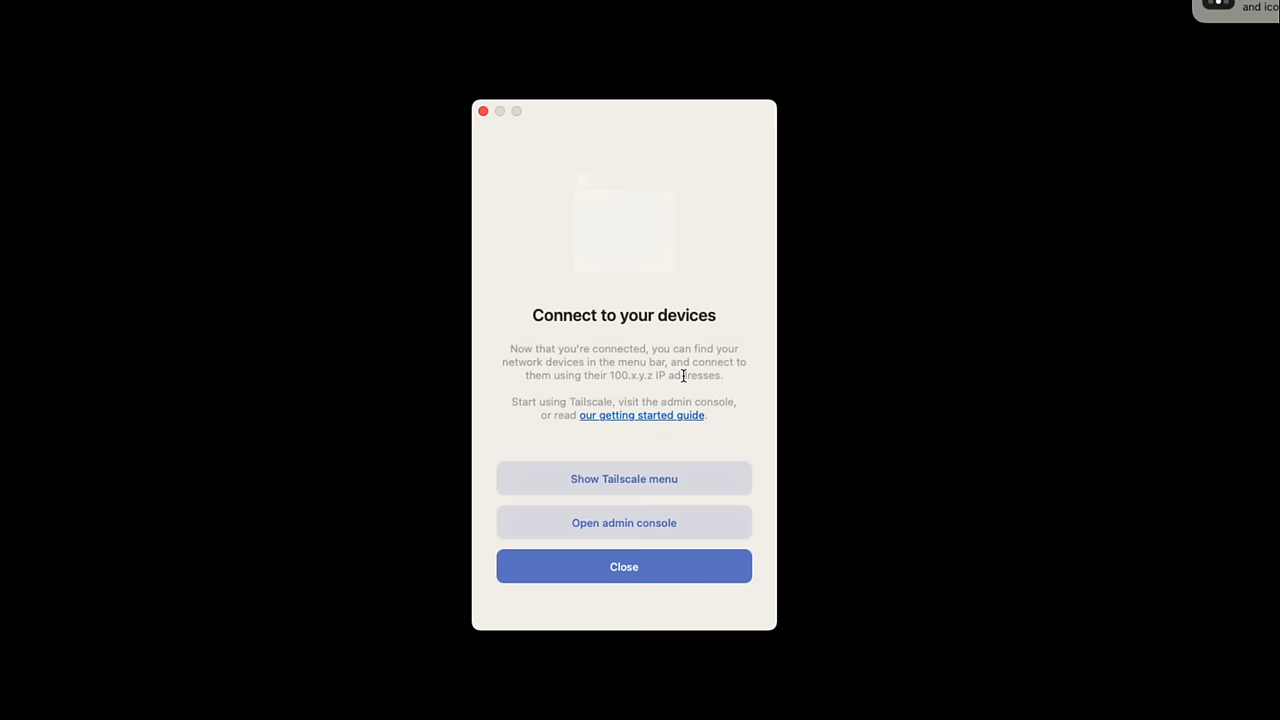 and ico
Connect to your devices
Now that you're connected, you can find your
network devices in the menu bar, and connect to
them using their 100.x.y.z IP addresses.
Start using Tailscale, visit the admin console,
or read our getting started guide.
Show Tailscale menu
Open admin console
Close